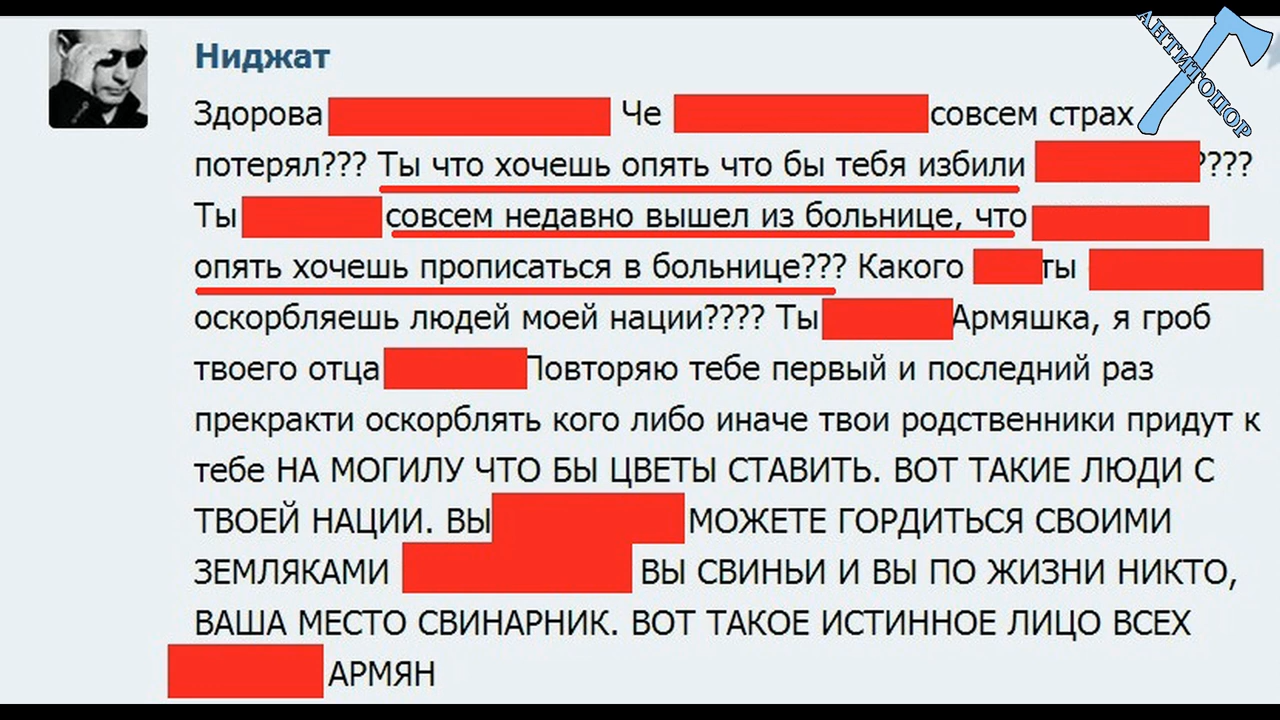 АНТИТОПОР
Ниджат
Здорова Че совсем страх
потерял??? Ты что хочешь опять что бы тебя избили ????
Ты совсем недавно вышел из больнице, что
опять хочешь прописаться в больнице??? Какого ты
оскорбляешь людей моей нации???? Ты Армяшка, я гроб
твоего отца Повторяю тебе первый и последний раз
прекракти оскорблять кого либо иначе твои родственники придут к
тебе НА МОГИЛУ ЧТО БЫ ЦВЕТЫ СТАВИТЬ. ВОТ ТАКИЕ ЛЮДИ С
ТВОЕЙ НАЦИИ. ВЫ МОЖЕТЕ ГОРДИТЬСЯ СВОИМИ
ЗЕМЛЯКАМИ ВЫ СВИНЬИ И ВЫ ПО ЖИЗНИ НИКТО,
ВАША МЕСТО СВИНАРНИК. ВОТ ТАКОЕ ИСТИННОЕ ЛИЦО ВСЕХ
АРМЯН